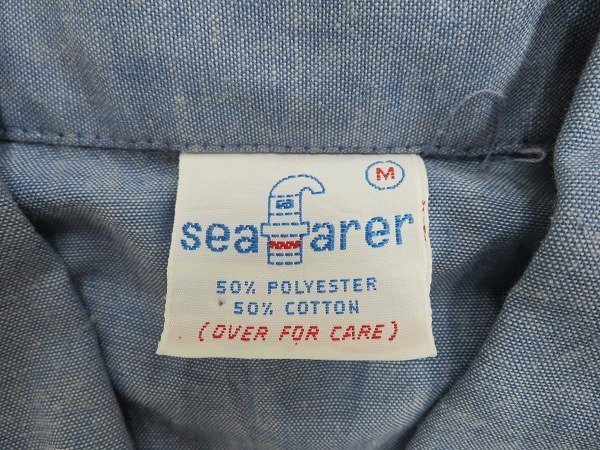 M
seafarer
50% POLYESTER
50% COTTON
(OVER FOR CARE)